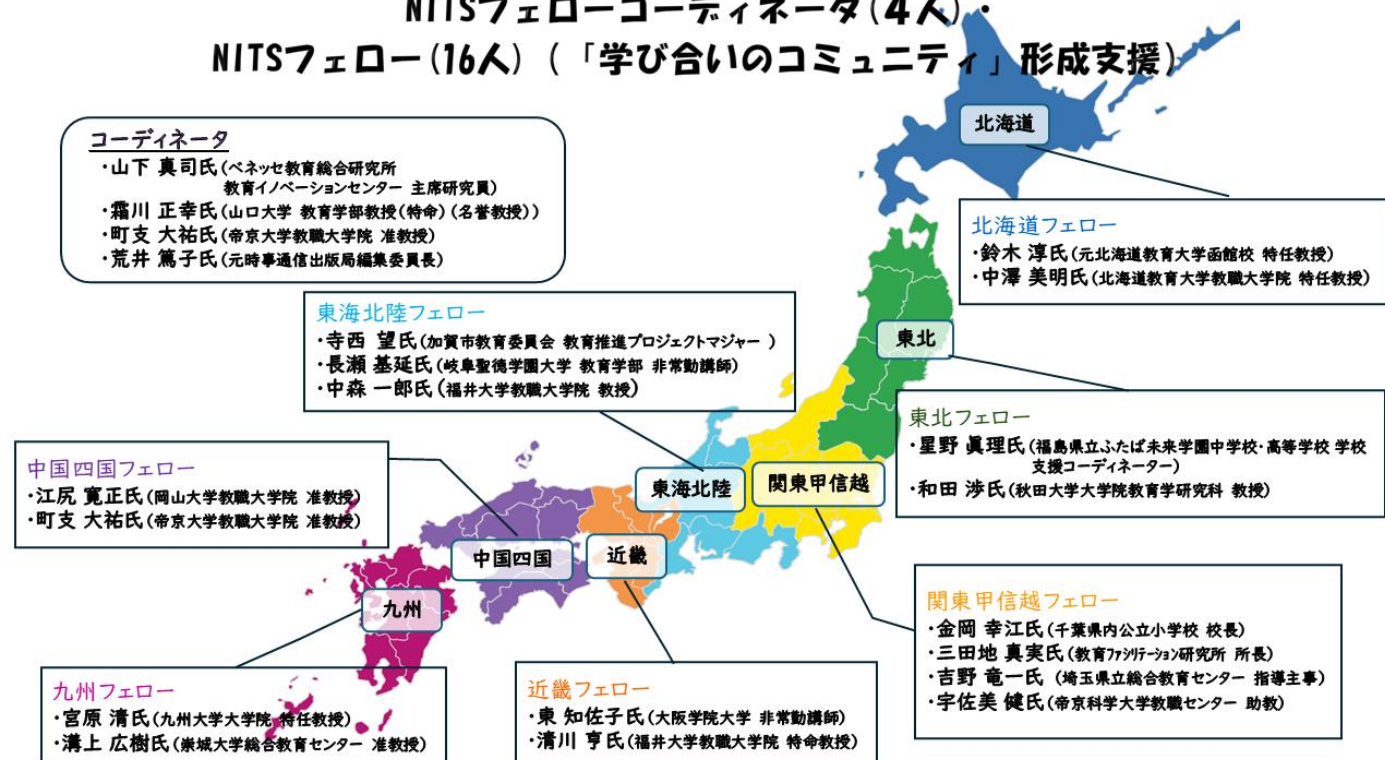 NITSフェローコーディネータ(4人)・
NITSフェロー(16人)（「学び合いのコミュニティ」形成支援)
北海道
コーディネータ
・山下 真司氏(ベネッセ教育総合研究所
教育イノベーションセンター 主席研究員)
・霜川 正幸氏(山口大学 教育学部教授(特命)(名誉教授))
・町支 大祐氏(帝京大学教職大学院 准教授)
・荒井 篤子氏(元時事通信出版局編集委員長)
北海道フェロー
・鈴木 淳氏(元北海道教育大学函館校 特任教授)
・中澤 美明氏(北海道教育大学教職大学院 特任教授)
東海北陸フェロー
・寺西 望氏(加賀市教育委員会 教育推進プロジェクトマジャー )
・長瀬 基延氏(岐阜聖徳学園大学 教育学部 非常勤講師)
・中森 一郎氏(福井大学教職大学院 教授)
東北
東北フェロー
・星野 眞理氏(福島県立ふたば未来学園中学校・高等学校 学校
支援コーディネーター)
・和田 渉氏(秋田大学大学院教育学研究科 教授)
中国四国フェロー
・江尻 寛正氏(岡山大学教職大学院 准教授)
・町支 大祐氏(帝京大学教職大学院 准教授)
東海北陸
関東甲信越
中国四国
近畿
九州
関東甲信越フェロー
・金岡 幸江氏(千葉県内公立小学校 校長)
・三田地 真実氏(教育ファシリテーション研究所 所長)
・吉野 竜一氏 (埼玉県立総合教育センター 指導主事)
・宇佐美 健氏(帝京科学大学教職センター 助教)
九州フェロー
・宮原 清氏(九州大学大学院 特任教授)
・溝上 広樹氏(崇城大学総合教育センター 准教授)
近畿フェロー
・東 知佐子氏(大阪学院大学 非常勤講師)
・清川 亨氏(福井大学教職大学院 特命教授)